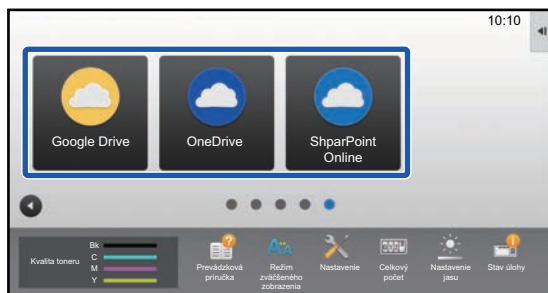 10:10
Google Drive
OneDrive
ShparPoint
Online
Kvalita toneru
Bk
C
M
Y
Prevádzková
príručka
Režim
zväčšeného
zobrazenia
Nastavenie
Celkový
počet
Nastavenie
jasu
Stav úlohy